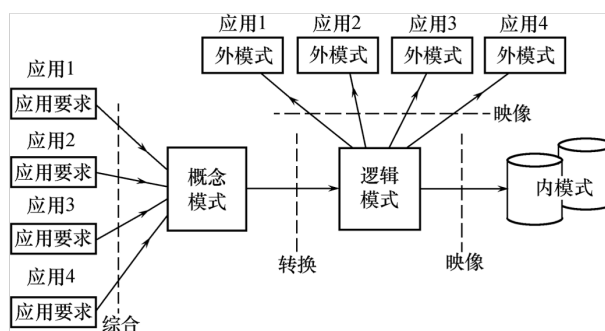 应用1 应用2 应用3 应用4
外模式 外模式 外模式 外模式
应用1
应用要求
映像
应用2
应用要求
概念
模式
逻辑
模式
内模式
应用3
应用要求
转换
映像
应用4
应用要求
综合